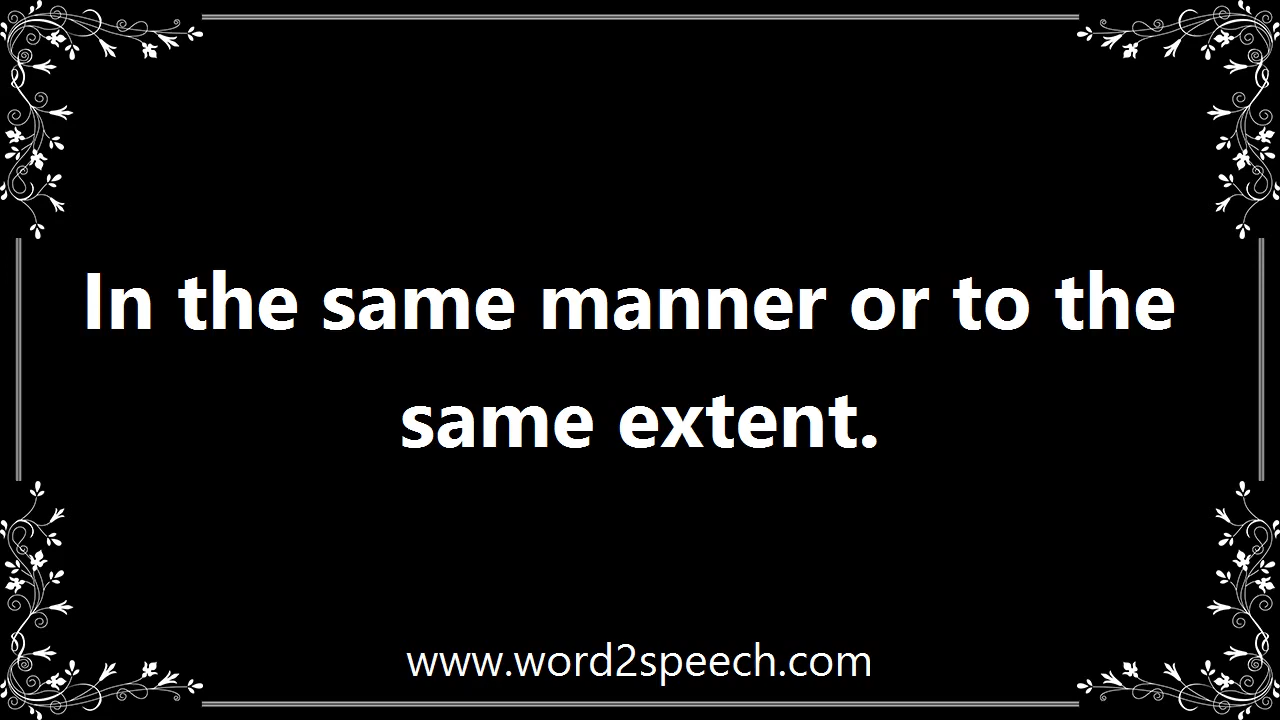 In the same manner or to the
same extent.
www.word2speech.com